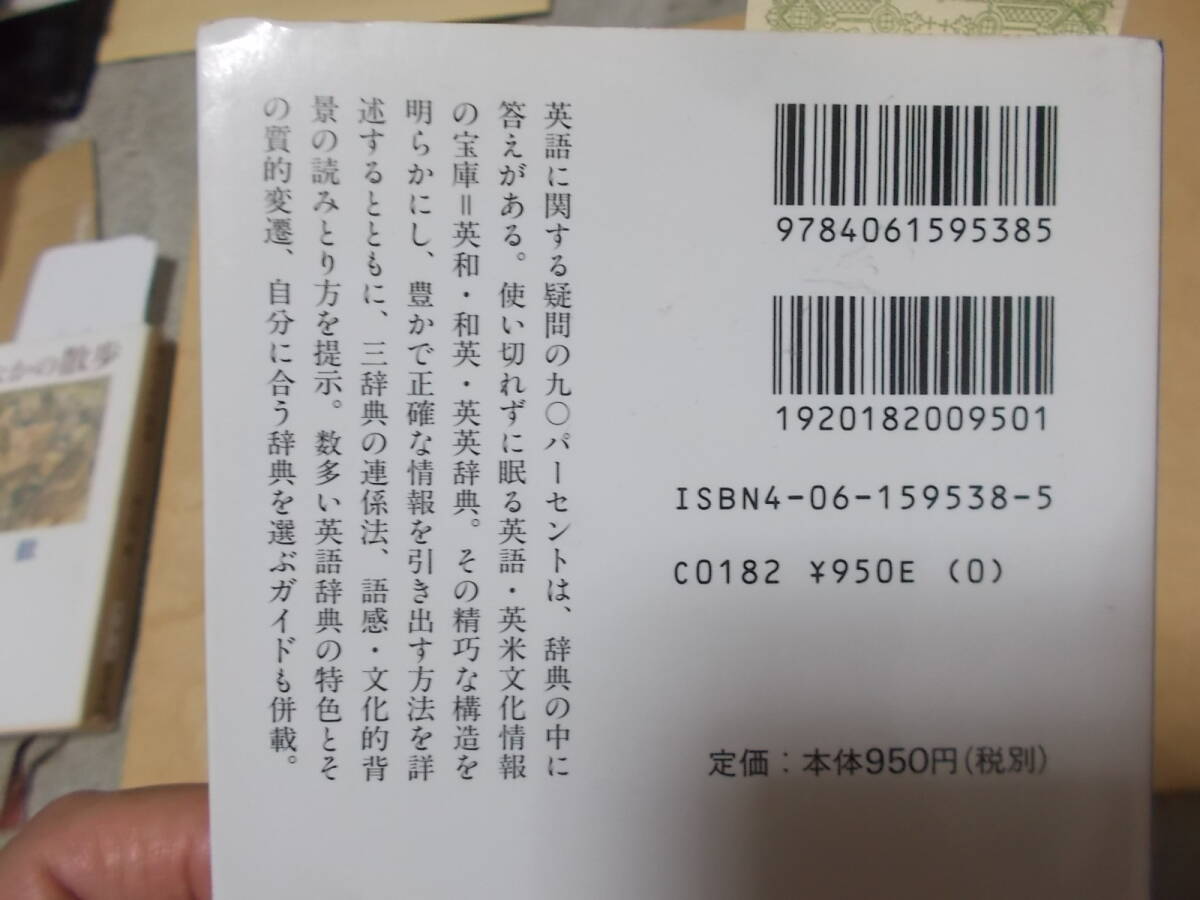 英語に関する疑問の九〇パーセントは、辞典の中に
答えがある。使い切れずに眠る英語・英米文化情報
の宝庫＝英和・和英・英英辞典。その精巧な構造を
明らかにし、豊かで正確な情報を引き出す方法を詳
述するとともに、三辞典の連係法、語感・文化的背
景の読みとり方を提示。数多い英語辞典の特色とそ
の質的変遷、自分に合う辞典を選ぶガイドも併載。
9784061595385
1920182009501
ISBN4-06-159538-5
C0182 ¥950E (0)
定価：本体950円(税別)
かの散歩